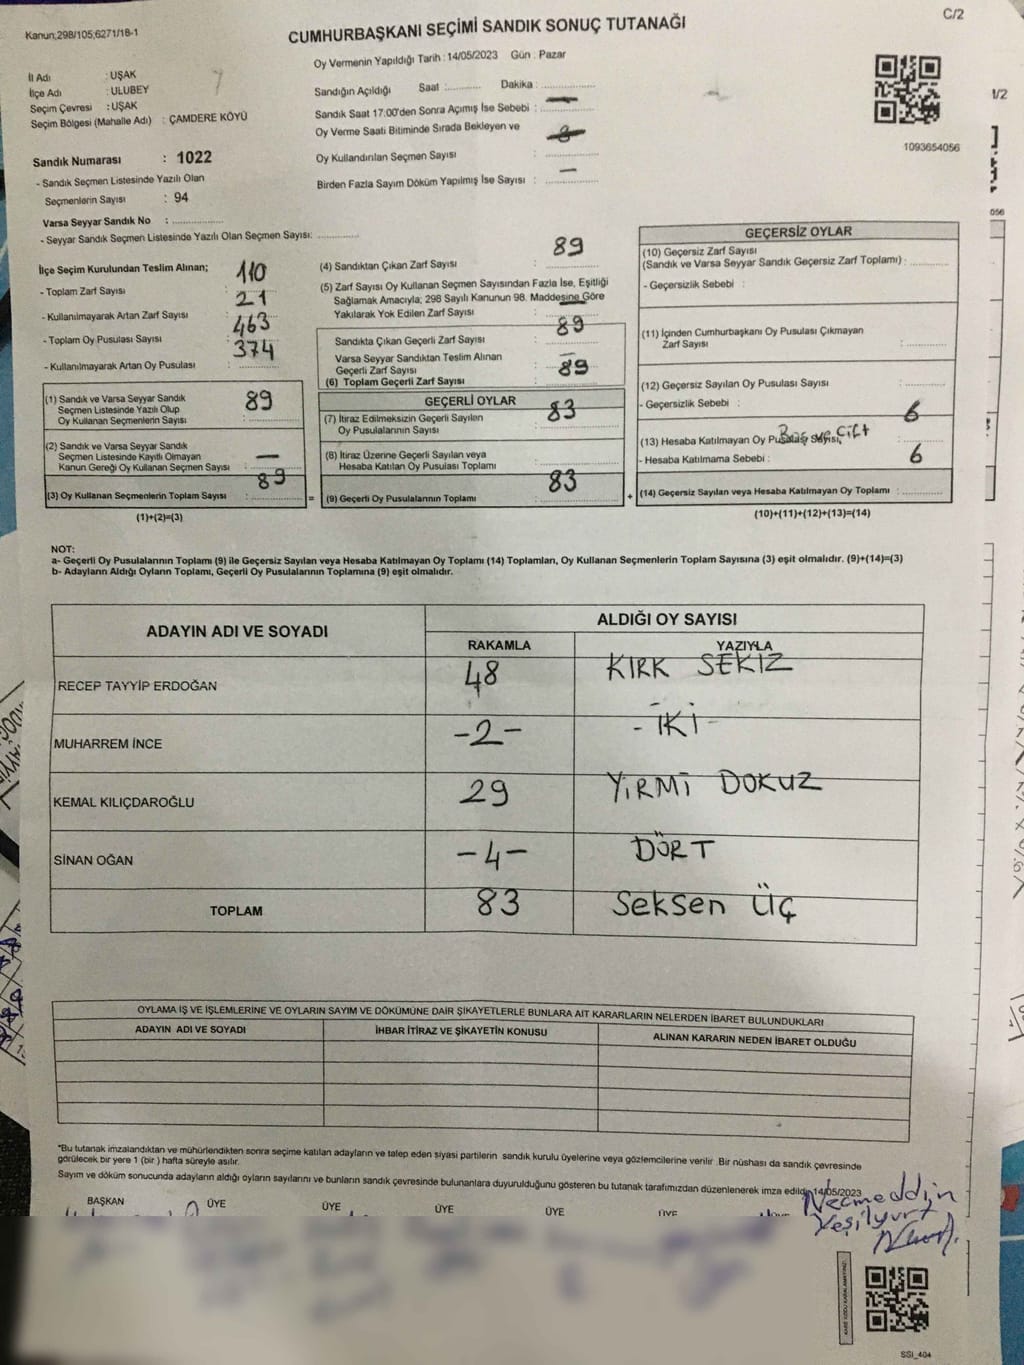 C/2
Kanun;298/105;6271/18-1
CUMHURBAŞKANI SEÇİMİ SANDIK SONUÇ TUTANAĞI
Oy Vermenin Yapıldığı Tarih : 14/05/2023 Gün : Pazar
İl Adı : UŞAK
İlçe Adı : ULUBEY
Seçim Çevresi : UŞAK
Seçim Bölgesi (Mahalle Adı) : ÇAMDERE KÖYÜ
Sandığın Açıldığı Saat : Dakika :
Sandık Saat 17.00'den Sonra Açımış İse Sebebi : —
Oy Verme Saati Bitiminde Sırada Bekleyen ve
Oy Kullandırılan Seçmen Sayısı :
Birden Fazla Sayım Döküm Yapılmış İse Sayısı : —
1/2
1093654056
056
Sandık Numarası : 1022
- Sandık Seçmen Listesinde Yazılı Olan
Seçmenlerin Sayısı : 94
Varsa Seyyar Sandık No :
- Seyyar Sandık Seçmen Listesinde Yazılı Olan Seçmen Sayısı:
İlçe Seçim Kurulundan Teslim Alınan;
- Toplam Zarf Sayısı : 110
- Kullanılmayarak Artan Zarf Sayısı : 21
- Toplam Oy Pusulası Sayısı : 463
- Kullanılmayarak Artan Oy Pusulası : 374
(1) Sandık ve Varsa Seyyar Sandık
Seçmen Listesinde Yazılı Olup
Oy Kullanan Seçmenlerin Sayısı : 89
(2) Sandık ve Varsa Seyyar Sandık
Seçmen Listesinde Kayıtlı Olmayan
Kanun Gereği Oy Kullanan Seçmen Sayısı : —
(3) Oy Kullanan Seçmenlerin Toplam Sayısı : 89
(1)+(2)=(3)
(4) Sandıktan Çıkan Zarf Sayısı : 89
(5) Zarf Sayısı Oy Kullanan Seçmen Sayısından Fazla İse, Eşitliği
Sağlamak Amacıyla; 298 Sayılı Kanunun 98. Maddesine Göre
Yakılarak Yok Edilen Zarf Sayısı : —
Sandıkta Çıkan Geçerli Zarf Sayısı : 89
Varsa Seyyar Sandıktan Teslim Alınan
Geçerli Zarf Sayısı : —
(6) Toplam Geçerli Zarf Sayısı : 89
GEÇERLİ OYLAR
(7) İtiraz Edilmeksizin Geçerli Sayılan
Oy Pusulalarının Sayısı : 83
(8) İtiraz Üzerine Geçerli Sayılan veya
Hesaba Katılan Oy Pusulası Toplamı :
= (9) Geçerli Oy Pusulalarının Toplamı : 83
GEÇERSİZ OYLAR
(10) Geçersiz Zarf Sayısı
(Sandık ve Varsa Seyyar Sandık Geçersiz Zarf Toplamı) :
- Geçersizlik Sebebi :
(11) İçinden Cumhurbaşkanı Oy Pusulası Çıkmayan
Zarf Sayısı :
(12) Geçersiz Sayılan Oy Pusulası Sayısı :
- Geçersizlik Sebebi :
(13) Hesaba Katılmayan Oy Pusulası Sayısı, 6
- Hesaba Katılmama Sebebi :
+ (14) Geçersiz Sayılan veya Hesaba Katılmayan Oy Toplamı : 6
(10)+(11)+(12)+(13)=(14)
NOT:
a- Geçerli Oy Pusulalarının Toplamı (9) ile Geçersiz Sayılan veya Hesaba Katılmayan Oy Toplamı (14) Toplamları, Oy Kullanan Seçmenlerin Toplam Sayısına (3) eşit olmalıdır. (9)+(14)=(3)
b- Adayların Aldığı Oyların Toplamı, Geçerli Oy Pusulalarının Toplamına (9) eşit olmalıdır.
ADAYIN ADI VE SOYADI ALDIĞI OY SAYISI
RAKAMLA YAZIYLA
RECEP TAYYİP ERDOĞAN 48 KIRK SEKİZ
MUHARREM İNCE -2- -İKİ-
KEMAL KILIÇDAROĞLU 29 YİRMİ DOKUZ
SİNAN OĞAN -4- DÖRT
TOPLAM 83 Seksen Üç
OYLAMA İŞ VE İŞLEMLERİNE VE OYLARIN SAYIM VE DÖKÜMÜNE DAİR ŞİKAYETLERLE BUNLARA AİT KARARLARIN NELERDEN İBARET BULUNDUKLARI
ADAYIN ADI VE SOYADI İHBAR İTİRAZ VE ŞİKAYETİN KONUSU ALINAN KARARIN NEDEN İBARET OLDUĞU
"Bu tutanak imzalandıktan ve mühürlendikten sonra seçime katılan adayların ve talep eden siyasi partilerin sandık kurulu üyelerine veya gözlemcilerine verilir. Bir nüshası da sandık çevresinde
görülecek bir yere 1 (bir ) hafta süreyle asılır.
Sayım ve döküm sonucunda adayların aldığı oyların sayılarını ve bunların sandık çevresinde bulunanlara duyurulduğunu gösteren bu tutanak tarafımızdan düzenlenerek imza edildi. 14/05/2023
BAŞKAN ÜYE ÜYE ÜYE ÜYE ÜYE
Necmeddin
Yeşilyurt
SSİ_404